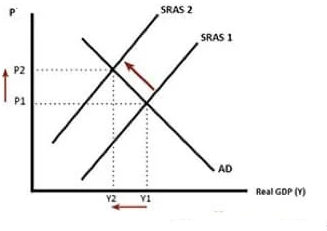 P
SRAS 2
SRAS 1
P2
P1
AD
Real GDP (Y)
Y2
Y1